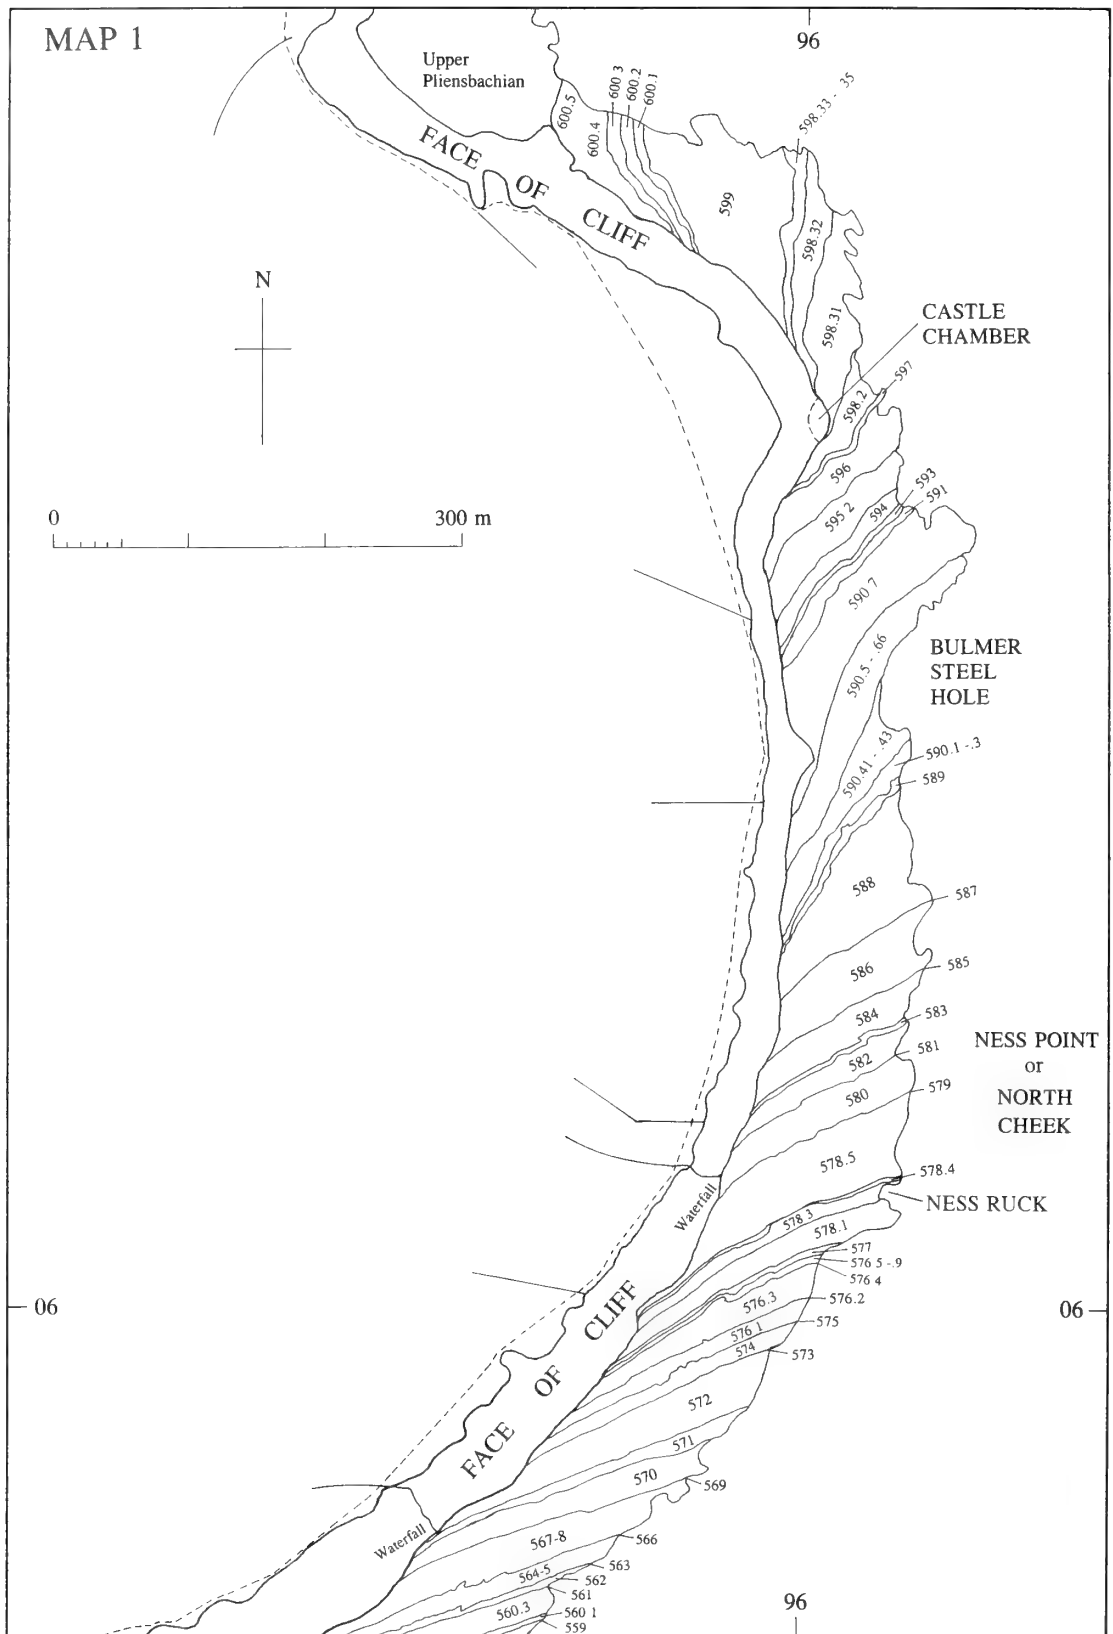 MAP 1
96
Upper
Pliensbachian
600.5
600.4
600 3
600.2
600.1
598.33 - .35
FACE OF CLIFF
599
598.32
N
598.31
CASTLE
CHAMBER
597
598.2
596
593
591
595 2
594
0
300 m
590 7
BULMER
STEEL
HOLE
590.5 - .66
590.41 - .43
590.1 -.3
589
588
587
586
585
584
583
582
581
580
579
NESS POINT
or
NORTH
CHEEK
578.5
578.4
NESS RUCK
Waterfall
578.3
578.1
577
576 5 -.9
576 4
576.3
576.2
06
06
576 1
575
574
573
FACE OF CLIFF
572
571
570
569
Waterfall
567-8
566
564-5
563
562
561
560.3
560 1
559
96